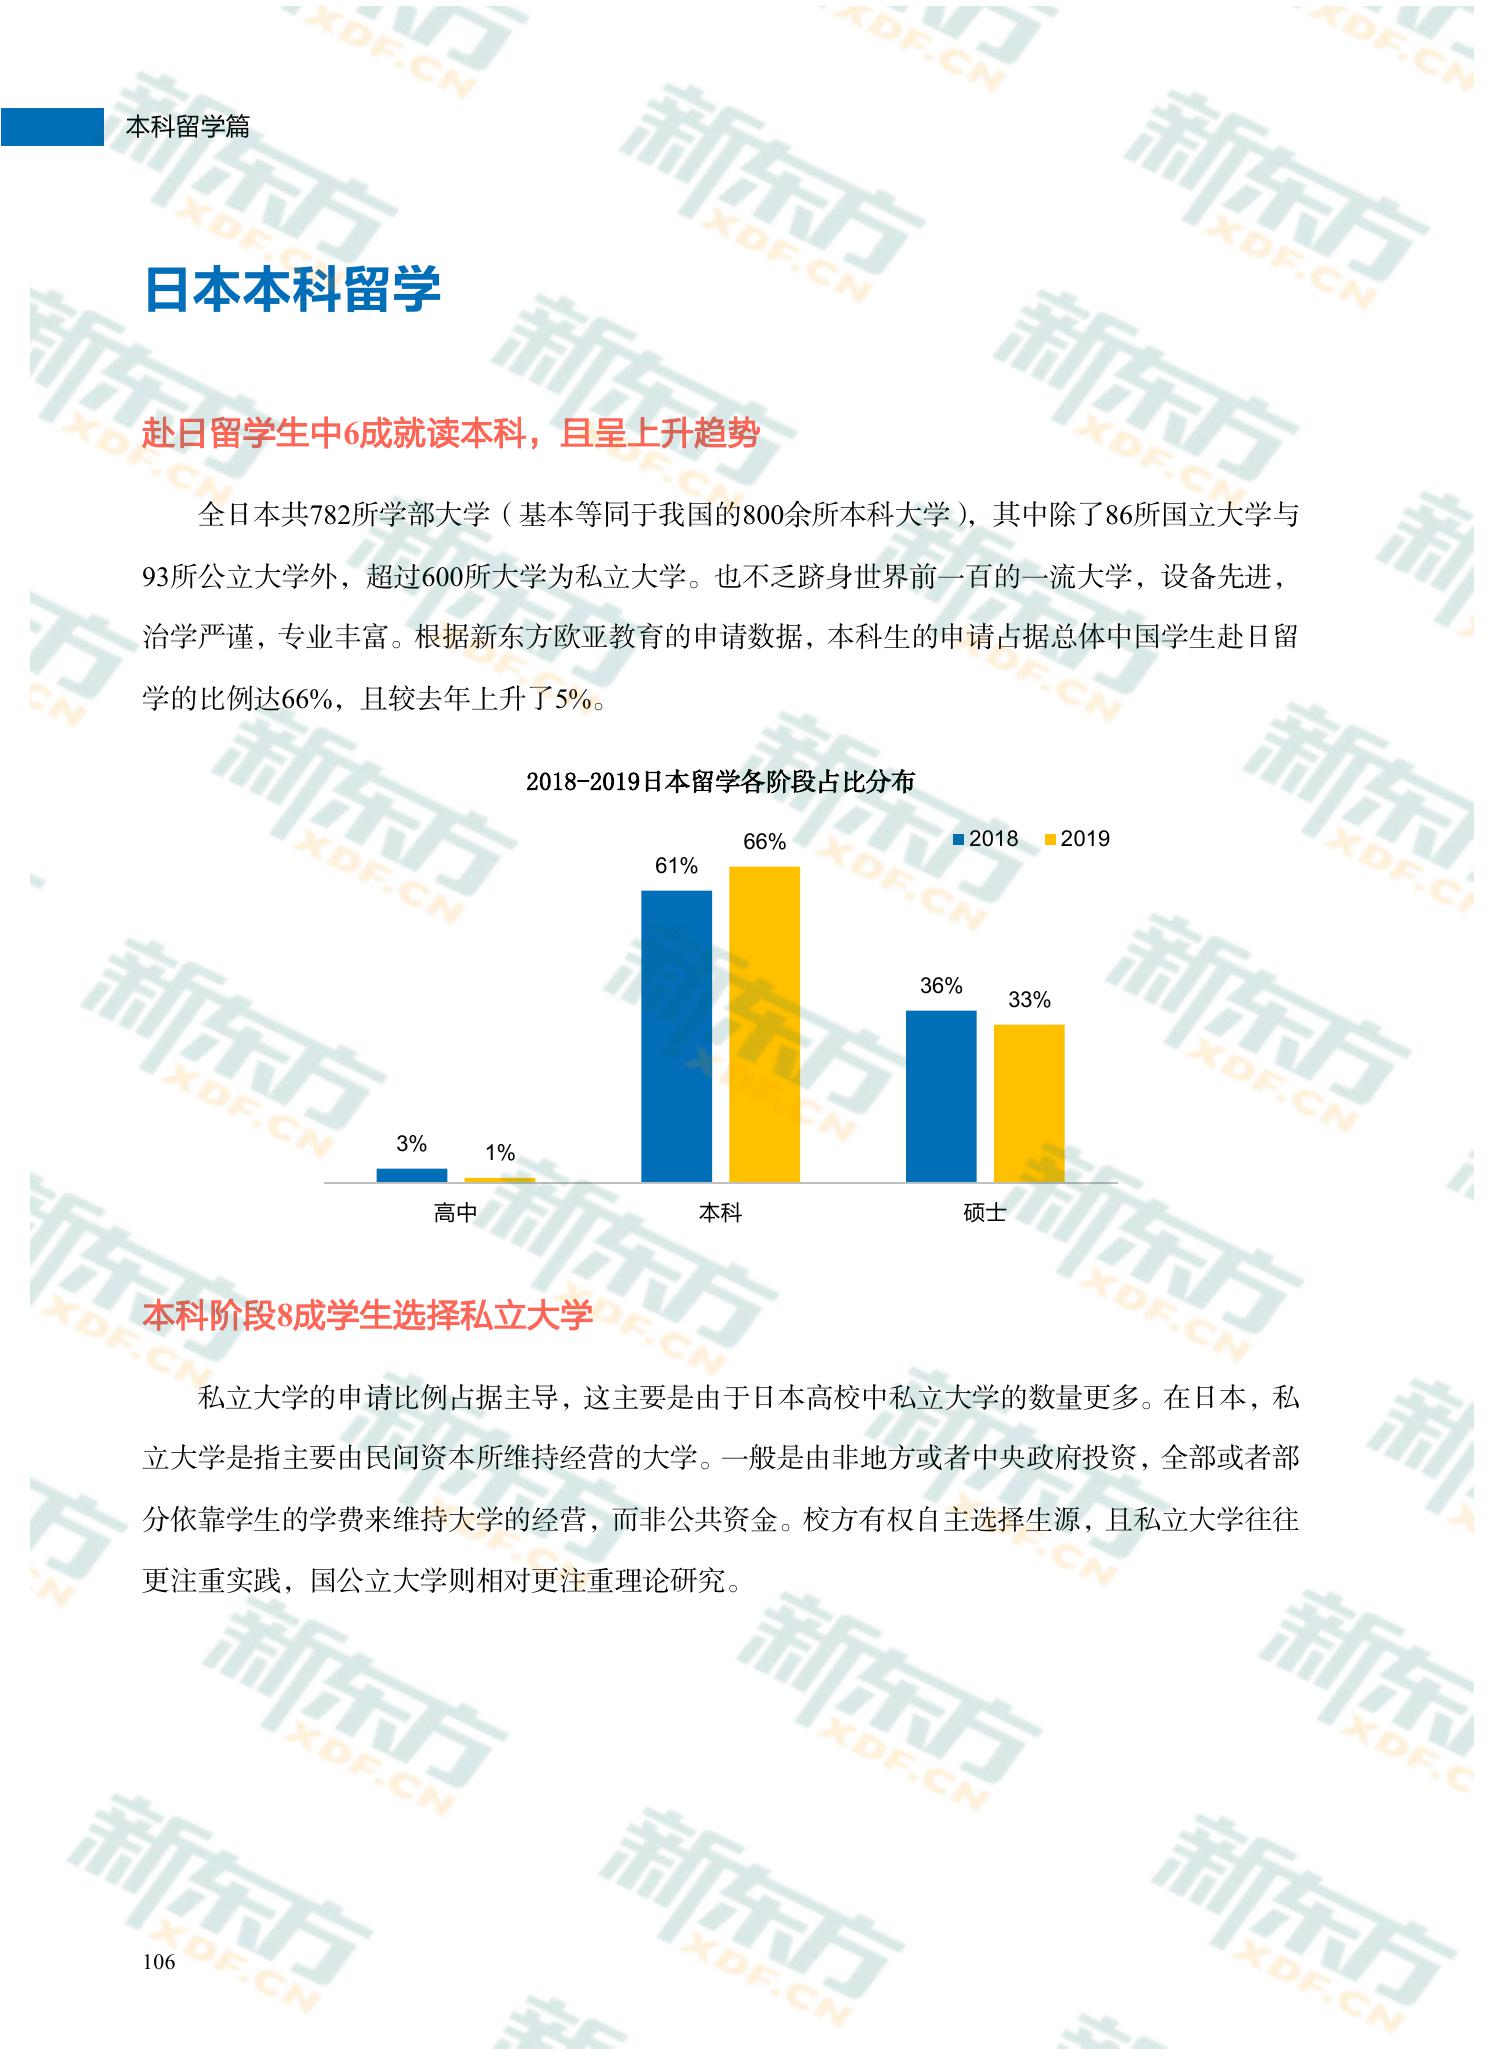 本科留学篇
日本本科留学
赴日留学生中6成就读本科，且呈上升趋势
全日本共782所学部大学（基本等同于我国的800余所本科大学），其中除了86所国立大学与
93所公立大学外，超过600所大学为私立大学。也不乏跻身世界前一百的一流大学，设备先进，
治学严谨，专业丰富。根据新东方欧亚教育的申请数据，本科生的申请占据总体中国学生赴日留
学的比例达66%，且较去年上升了5%。
2018-2019日本留学各阶段占比分布
2018 2019
66%
61%
36%
33%
3%
1%
高中 本科 硕士
本科阶段8成学生选择私立大学
私立大学的申请比例占据主导，这主要是由于日本高校中私立大学的数量更多。在日本，私
立大学是指主要由民间资本所维持经营的大学。一般是由非地方或者中央政府投资，全部或者部
分依靠学生的学费来维持大学的经营，而非公共资金。校方有权自主选择生源，且私立大学往往
更注重实践，国公立大学则相对更注重理论研究。
106
新东方
XDF.CN